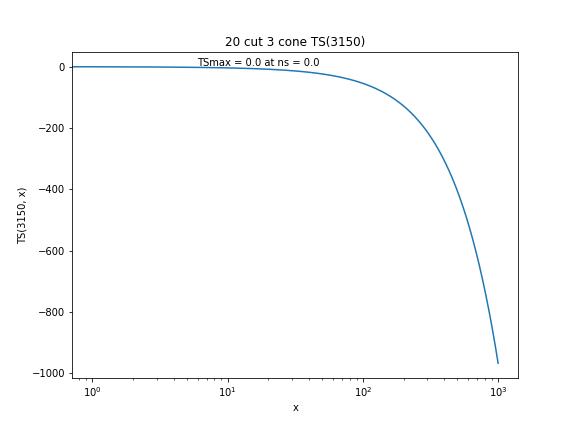 20 cut 3 cone TS(3150)
TSmax = 0.0 at ns = 0.0
0
−200
−400
−600
−800
−1000
TS(3150, x)
10⁰
10¹
10²
10³
x